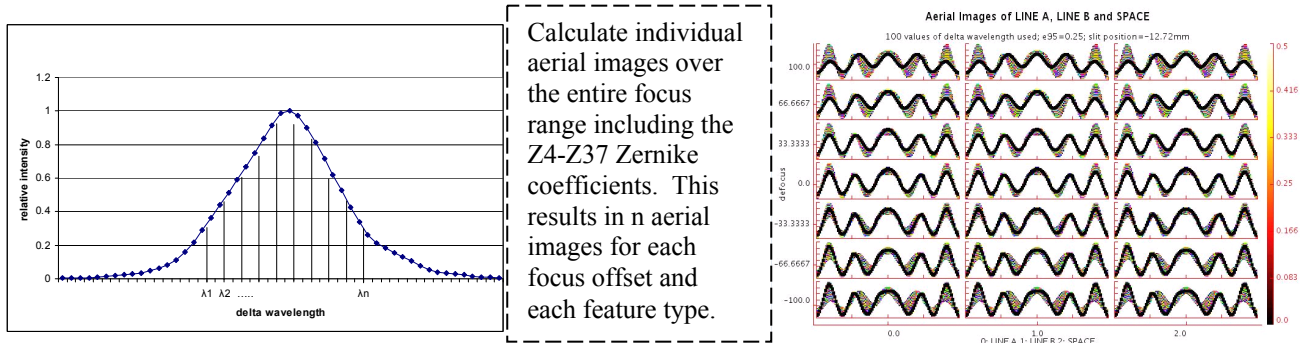 1.2
1
0.8
0.6
0.4
0.2
0
relative intensity
λ1 λ2 ..... λn
delta wavelength
Calculate individual
aerial images over
the entire focus
range including the
Z4-Z37 Zernike
coefficients. This
results in n aerial
images for each
focus offset and
each feature type.
Aerial Images of LINE A, LINE B and SPACE
100 values of delta wavelength used; e95=0.25; slit position=-12.72mm
100.0
66.6667
33.3333
0.0
-33.3333
-66.6667
-100.0
defocus
0.0 1.0 2.0
0: LINE A 1: LINE B 2: SPACE
0.5
0.416
0.333
0.25
0.166
0.083
0.0